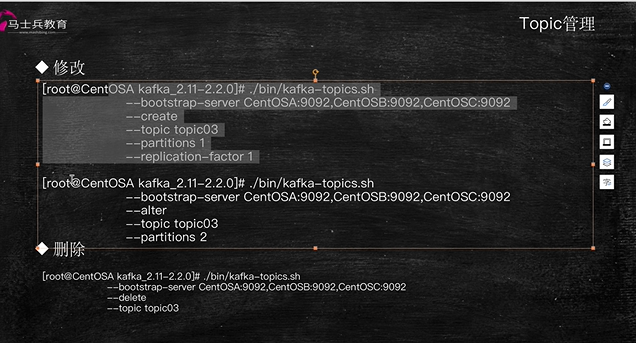 马士兵教育
Topic管理
◆ 修改
[root@CentOSA kafka_2.11-2.2.0]# ./bin/kafka-topics.sh
--bootstrap-server CentOSA:9092,CentOSB:9092,CentOSC:9092
--create
--topic topic03
--partitions 1
--replication-factor 1
[root@CentOSA kafka_2.11-2.2.0]# ./bin/kafka-topics.sh
--bootstrap-server CentOSA:9092,CentOSB:9092,CentOSC:9092
--alter
--topic topic03
--partitions 2
◆ 删除
[root@CentOSA kafka_2.11-2.2.0]# ./bin/kafka-topics.sh
--bootstrap-server CentOSA:9092,CentOSB:9092,CentOSC:9092
--delete
--topic topic03